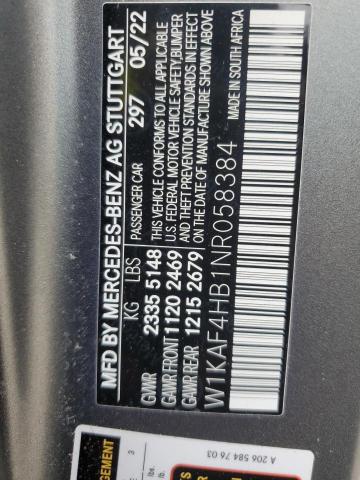 MFD BY MERCEDES-BENZ AG STUTTGART
KG LBS PASSENGER CAR 297 05/22
GVWR 2335 5148 THIS VEHICLE CONFORMS TO ALL APPLICABLE
GAWR FRONT 1120 2469 U.S. FEDERAL MOTOR VEHICLE SAFETY, BUMPER
GAWR REAR 1215 2679 AND THEFT PREVENTION STANDARDS IN EFFECT
ON THE DATE OF MANUFACTURE SHOWN ABOVE
W1KAF4HB1NR058384 MADE IN SOUTH AFRICA
A 206 584 76 03
3
lbs.